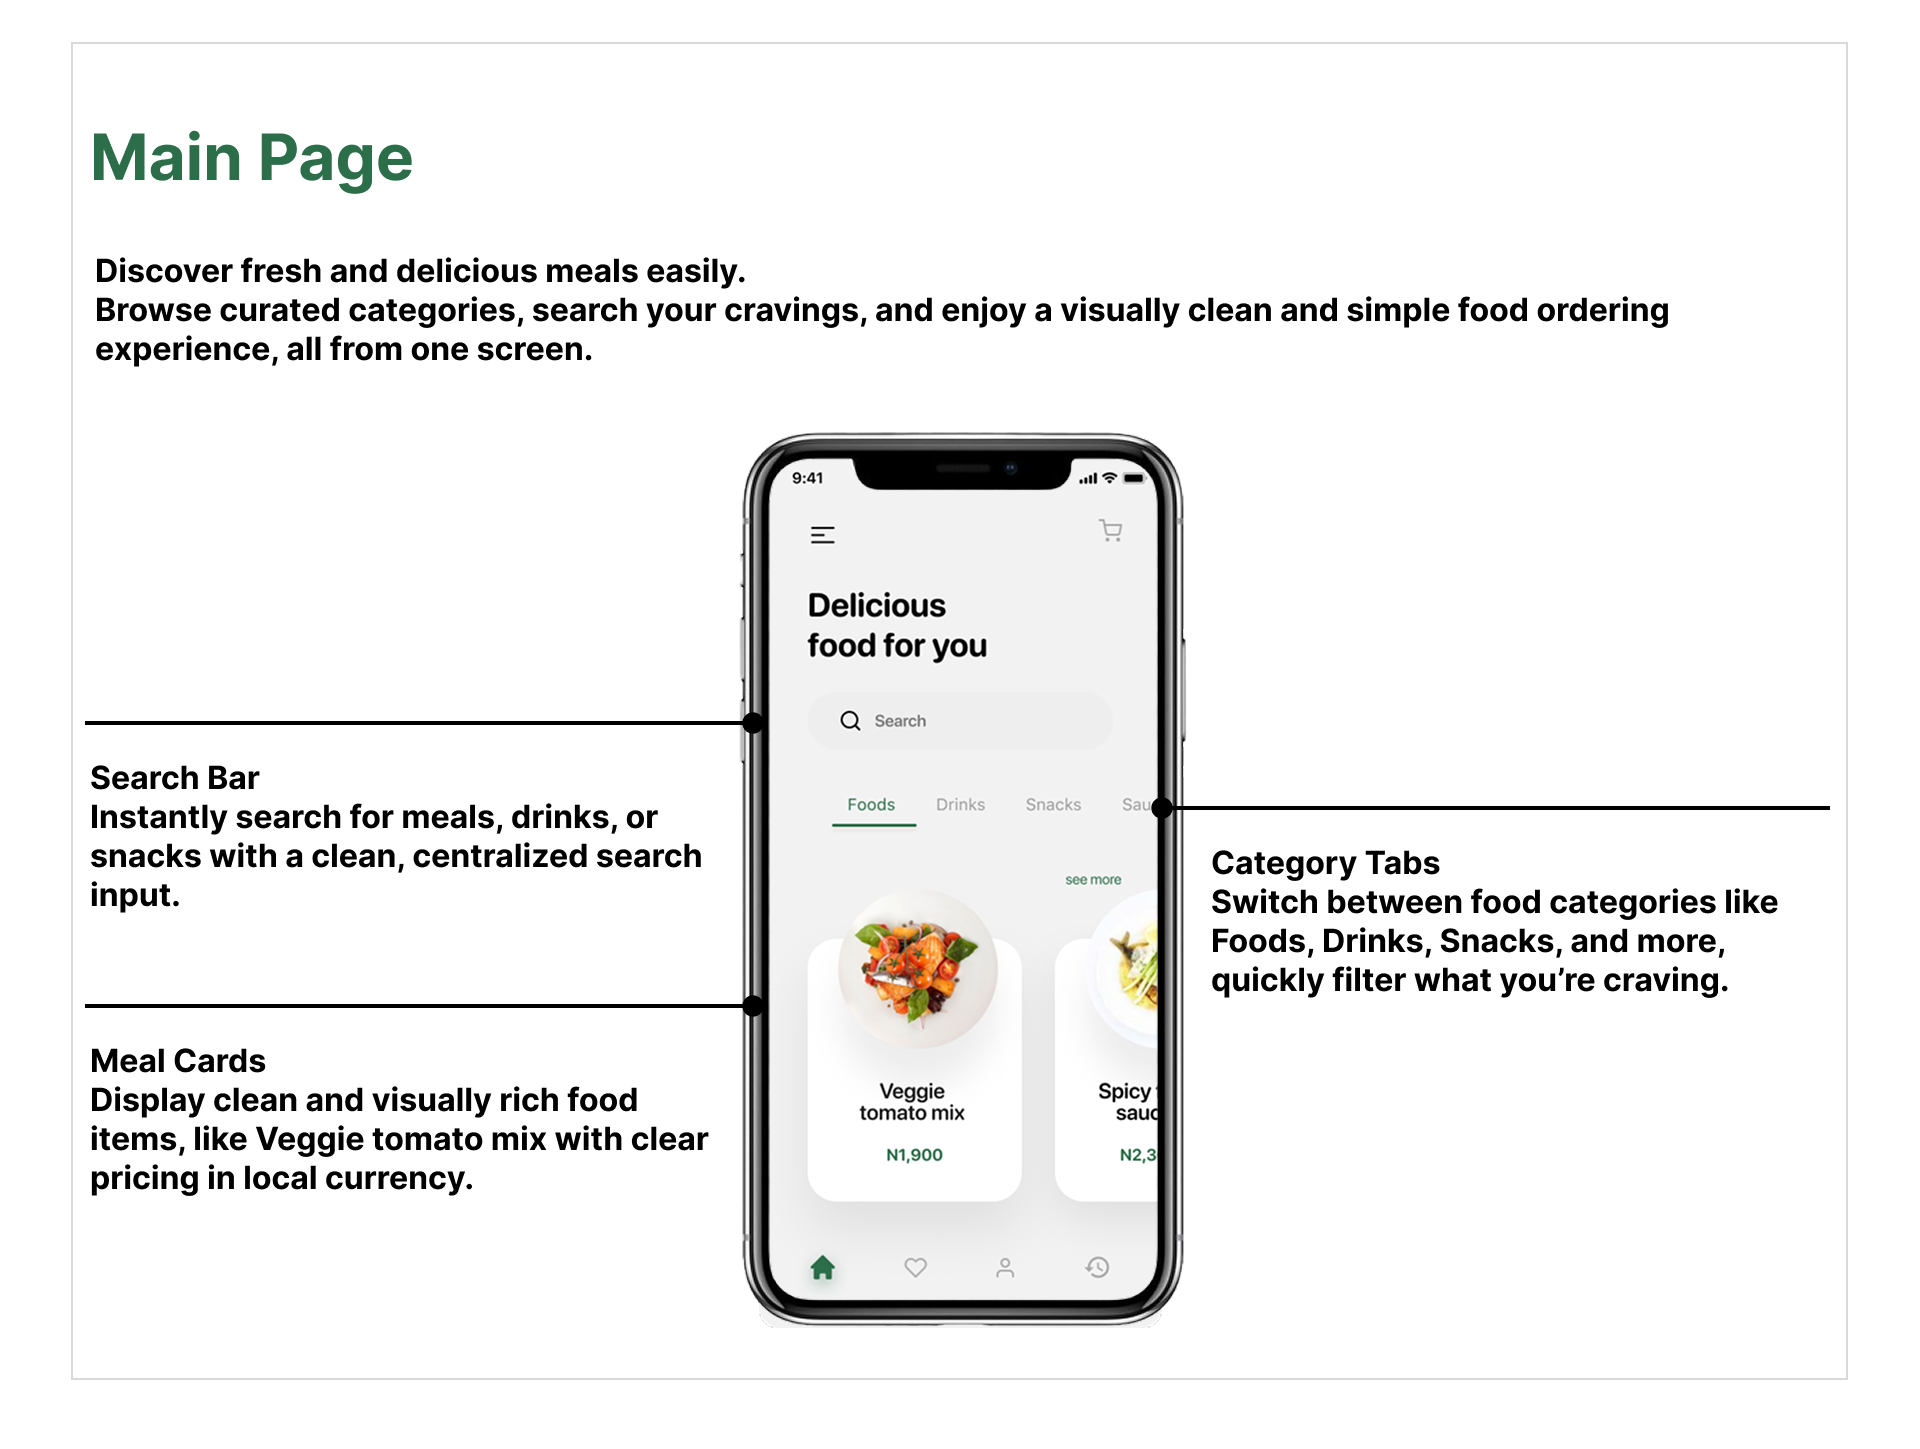 Main Page
Discover fresh and delicious meals easily.
Browse curated categories, search your cravings, and enjoy a visually clean and simple food ordering
experience, all from one screen.
9:41
Delicious
food for you
Search
Foods Drinks Snacks Sau
see more
Veggie
tomato mix
N1,900
Spicy
sauc
N2,3
Search Bar
Instantly search for meals, drinks, or
snacks with a clean, centralized search
input.
Meal Cards
Display clean and visually rich food
items, like Veggie tomato mix with clear
pricing in local currency.
Category Tabs
Switch between food categories like
Foods, Drinks, Snacks, and more,
quickly filter what you’re craving.